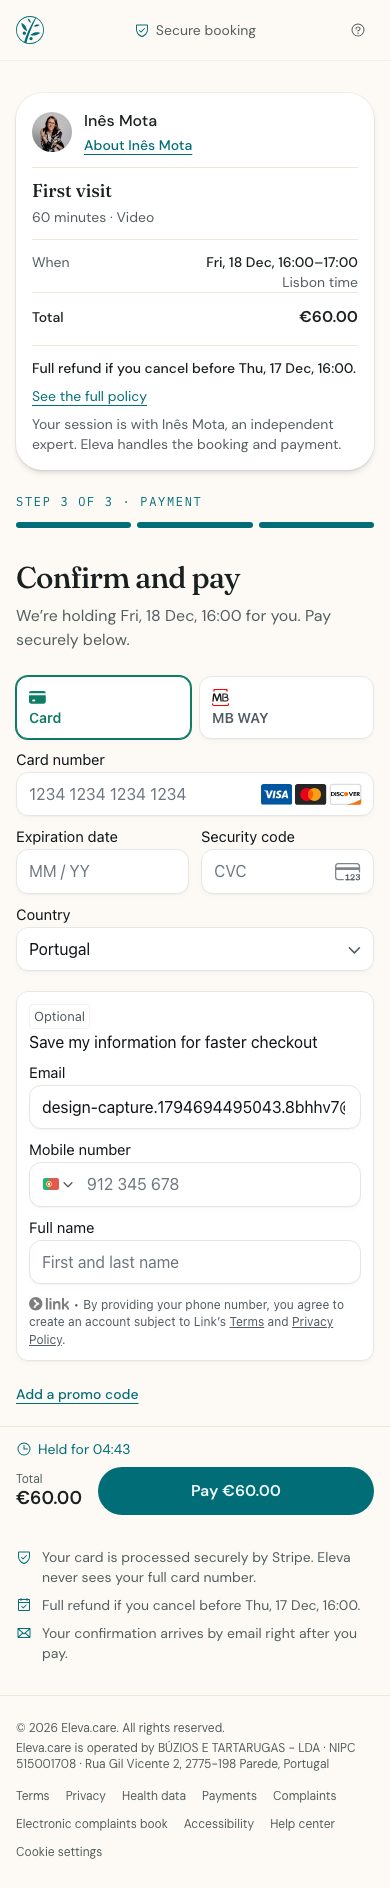 Secure booking
Inês Mota
About Inês Mota
First visit
60 minutes · Video
When
Fri, 18 Dec, 16:00–17:00
Lisbon time
Total
€60.00
Full refund if you cancel before Thu, 17 Dec, 16:00.
See the full policy
Your session is with Inês Mota, an independent
expert. Eleva handles the booking and payment.
STEP 3 OF 3 · PAYMENT
Confirm and pay
We’re holding Fri, 18 Dec, 16:00 for you. Pay
securely below.
Card
MB
MB WAY
Card number
1234 1234 1234 1234
VISA
DISCOVER
Expiration date
Security code
MM / YY
CVC
123
Country
Portugal
Optional
Save my information for faster checkout
Email
design-capture.1794694495043.8bhhv7@
Mobile number
912 345 678
Full name
First and last name
link • By providing your phone number, you agree to
create an account subject to Link’s Terms and Privacy
Policy.
Add a promo code
Held for 04:43
Total
€60.00
Pay €60.00
Your card is processed securely by Stripe. Eleva
never sees your full card number.
Full refund if you cancel before Thu, 17 Dec, 16:00.
Your confirmation arrives by email right after you
pay.
© 2026 Eleva.care. All rights reserved.
Eleva.care is operated by BÚZIOS E TARTARUGAS – LDA · NIPC
515001708 · Rua Gil Vicente 2, 2775-198 Parede, Portugal
Terms Privacy Health data Payments Complaints
Electronic complaints book Accessibility Help center
Cookie settings